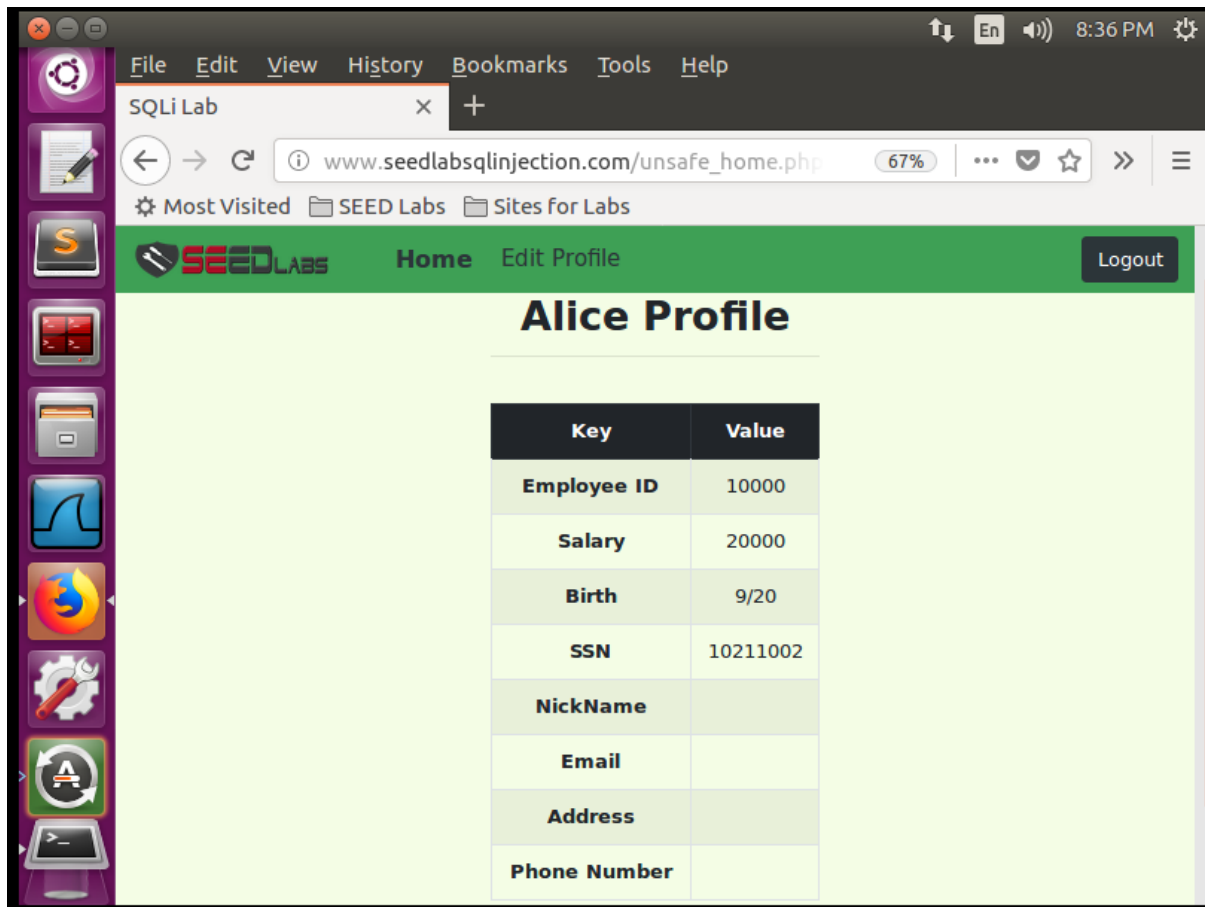 En 8:36 PM
File Edit View History Bookmarks Tools Help
SQLi Lab
www.seedlabsqlinjection.com/unsafe_home.php 67%
Most Visited SEED Labs Sites for Labs
SEEDLABS Home Edit Profile Logout
Alice Profile
Key Value
Employee ID 10000
Salary 20000
Birth 9/20
SSN 10211002
NickName
Email
Address
Phone Number